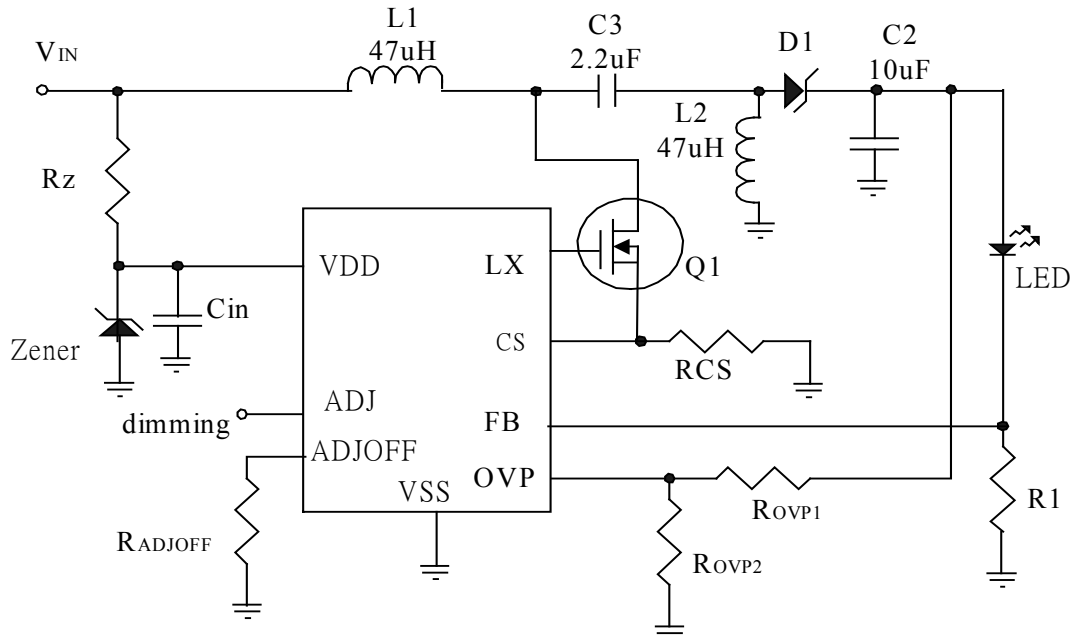 L1
47uH
C3
2.2uF
D1
C2
10uF
VIN
L2
47uH
Rz
VDD
LX
Q1
LED
Cin
Zener
CS
RCS
dimming
ADJ
FB
ADJOFF
OVP
VSS
ROVP1
R1
RADJOFF
ROVP2